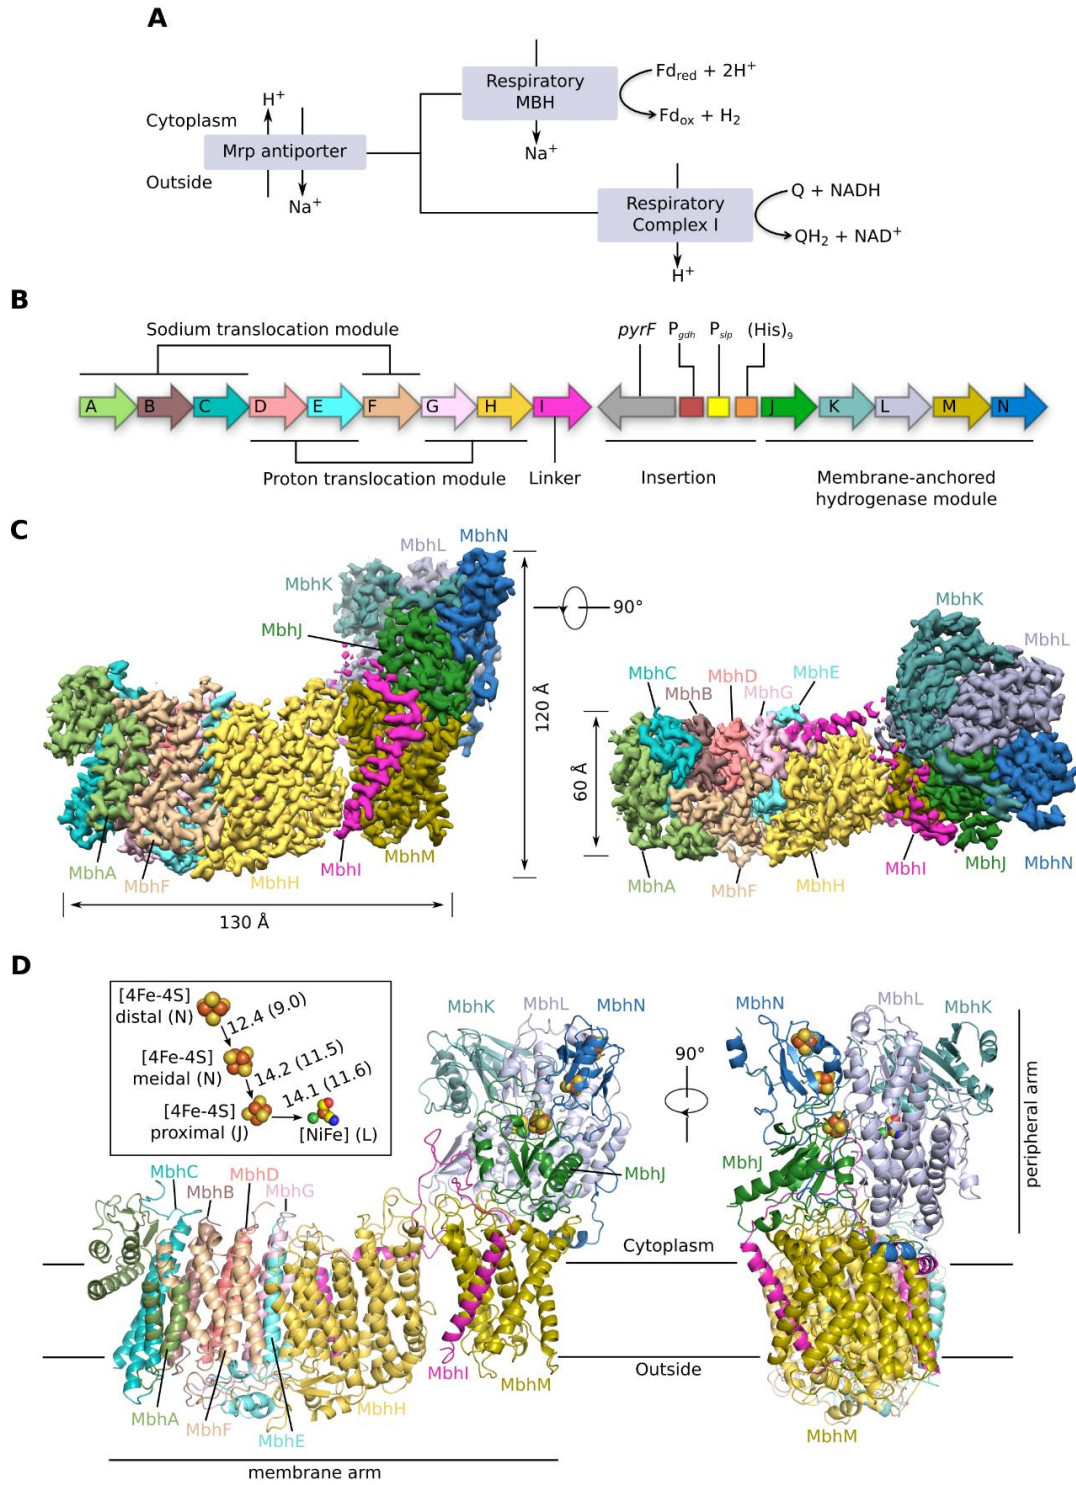 A
Cytoplasm
Outside
H⁺
Mrp antiporter
Na⁺
Respiratory
MBH
Na⁺
Fd_red + 2H⁺
Fd_ox + H₂
Respiratory
Complex I
H⁺
Q + NADH
QH₂ + NAD⁺
B
Sodium translocation module
pyrF P_gdh P_slp (His)₉
A B C D E F G H I J K L M N
Proton translocation module
Linker
Insertion
Membrane-anchored
hydrogenase module
C
MbhL
MbhN
MbhK
MbhJ
MbhA
MbhF
MbhH
MbhI
MbhM
120 Å
130 Å
90°
MbhK
MbhL
MbhC
MbhB
MbhD
MbhG
MbhE
60 Å
MbhA
MbhF
MbhH
MbhI
MbhJ
MbhN
D
[4Fe-4S]
distal (N)
12.4 (9.0)
[4Fe-4S]
meidal (N)
14.2 (11.5)
[4Fe-4S]
proximal (J)
14.1 (11.6)
[NiFe] (L)
MbhK
MbhL
MbhN
MbhJ
MbhC
MbhB
MbhD
MbhG
MbhA
MbhF
MbhE
MbhH
MbhI
MbhM
membrane arm
90°
Cytoplasm
Outside
MbhN
MbhL
MbhK
MbhJ
MbhM
peripheral arm